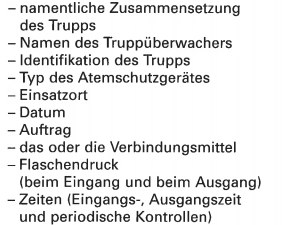 – namentliche Zusammensetzung
des Trupps
– Namen des Truppüberwachers
– Identifikation des Trupps
– Typ des Atemschutzgerätes
– Einsatzort
– Datum
– Auftrag
– das oder die Verbindungsmittel
– Flaschendruck
(beim Eingang und beim Ausgang)
– Zeiten (Eingangs-, Ausgangszeit
und periodische Kontrollen)